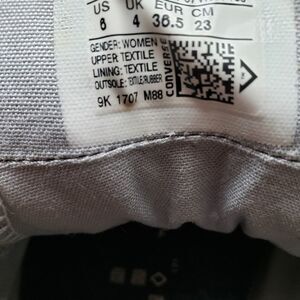 US UK EUR CM
6 4 36.5 23
GENDER: WOMEN
UPPER: TEXTILE
LINING: TEXTILE
OUTSOLE: TEXTILE/RUBBER
9K 1707 M88
CONVERSE